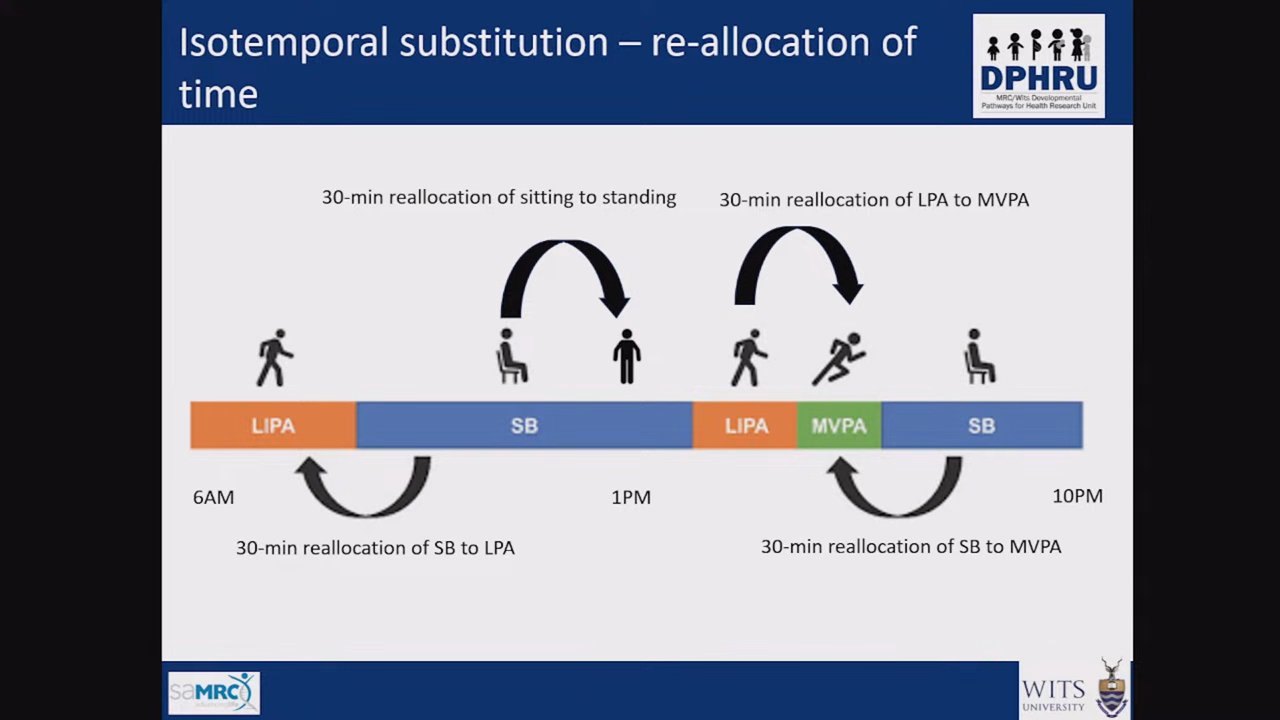 Isotemporal substitution – re-allocation of
time
DPHRU
MRC/Wits Developmental
Pathways for Health Research Unit
30-min reallocation of sitting to standing
30-min reallocation of LPA to MVPA
LIPA
SB
LIPA
MVPA
SB
6AM
1PM
10PM
30-min reallocation of SB to LPA
30-min reallocation of SB to MVPA
saMRC
advancing life
WITS
UNIVERSITY